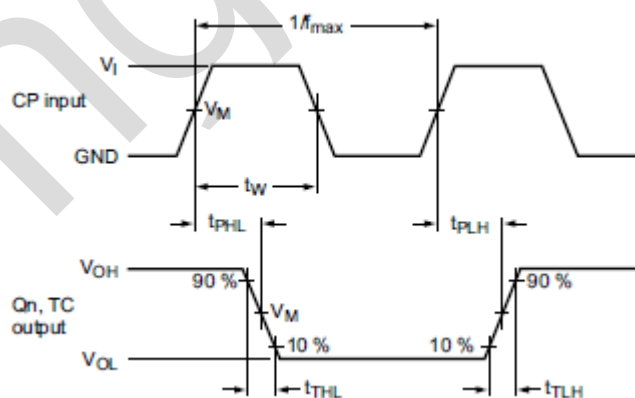 1/fmax
VI
CP input
VM
GND
tW
tPHL
tPLH
VOH
90 %
90 %
Qn, TC
output
VM
10 %
10 %
VOL
tTHL
tTLH